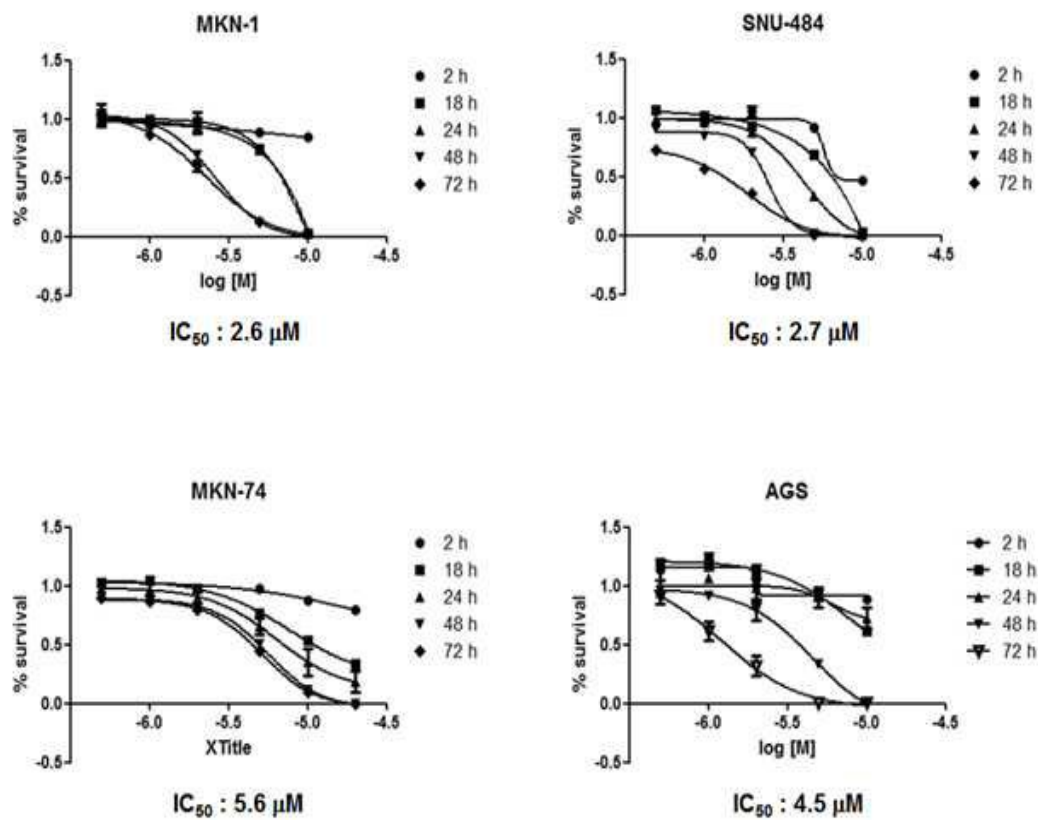 MKN-1
1.5
1.0
0.5
0.0
-0.5
% survival
-6.0 -5.5 -5.0 -4.5
log [M]
2 h
18 h
24 h
48 h
72 h
IC50 : 2.6 µM
SNU-484
1.5
1.0
0.5
0.0
-0.5
% survival
-6.0 -5.5 -5.0 -4.5
log [M]
2 h
18 h
24 h
48 h
72 h
IC50 : 2.7 µM
MKN-74
1.5
1.0
0.5
0.0
-0.5
% survival
-6.0 -5.5 -5.0 -4.5
XTitle
2 h
18 h
24 h
48 h
72 h
IC50 : 5.6 µM
AGS
1.5
1.0
0.5
0.0
-0.5
% survival
-6.0 -5.5 -5.0 -4.5
log [M]
2 h
18 h
24 h
48 h
72 h
IC50 : 4.5 µM